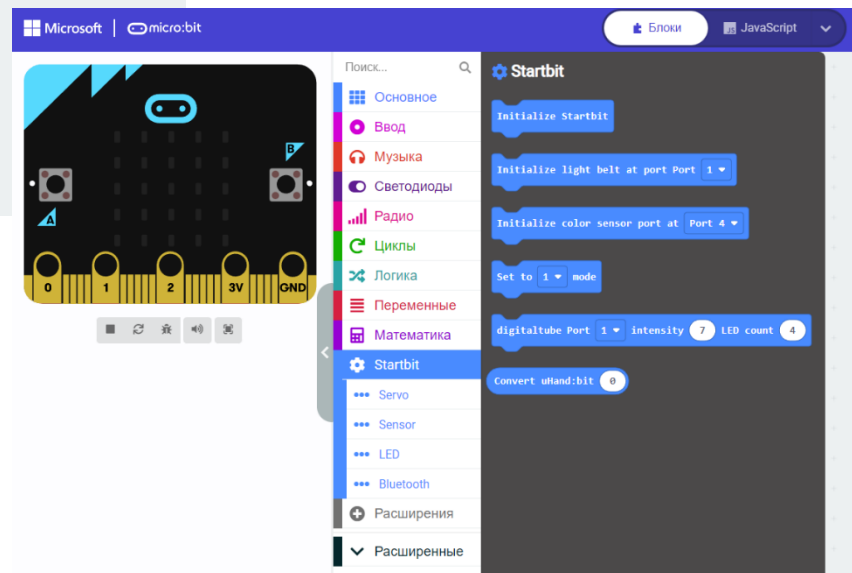 Microsoft micro:bit Блоки JavaScript
B
A
0 1 2 3V GND
Поиск...
Основное
Ввод
Музыка
Светодиоды
Радио
Циклы
Логика
Переменные
Математика
Startbit
Servo
Sensor
LED
Bluetooth
Расширения
Расширенные
Startbit
Initialize Startbit
Initialize light belt at port Port 1
Initialize color sensor port at Port 4
Set to 1 mode
digitaltube Port 1 intensity 7 LED count 4
Convert uHand:bit 0